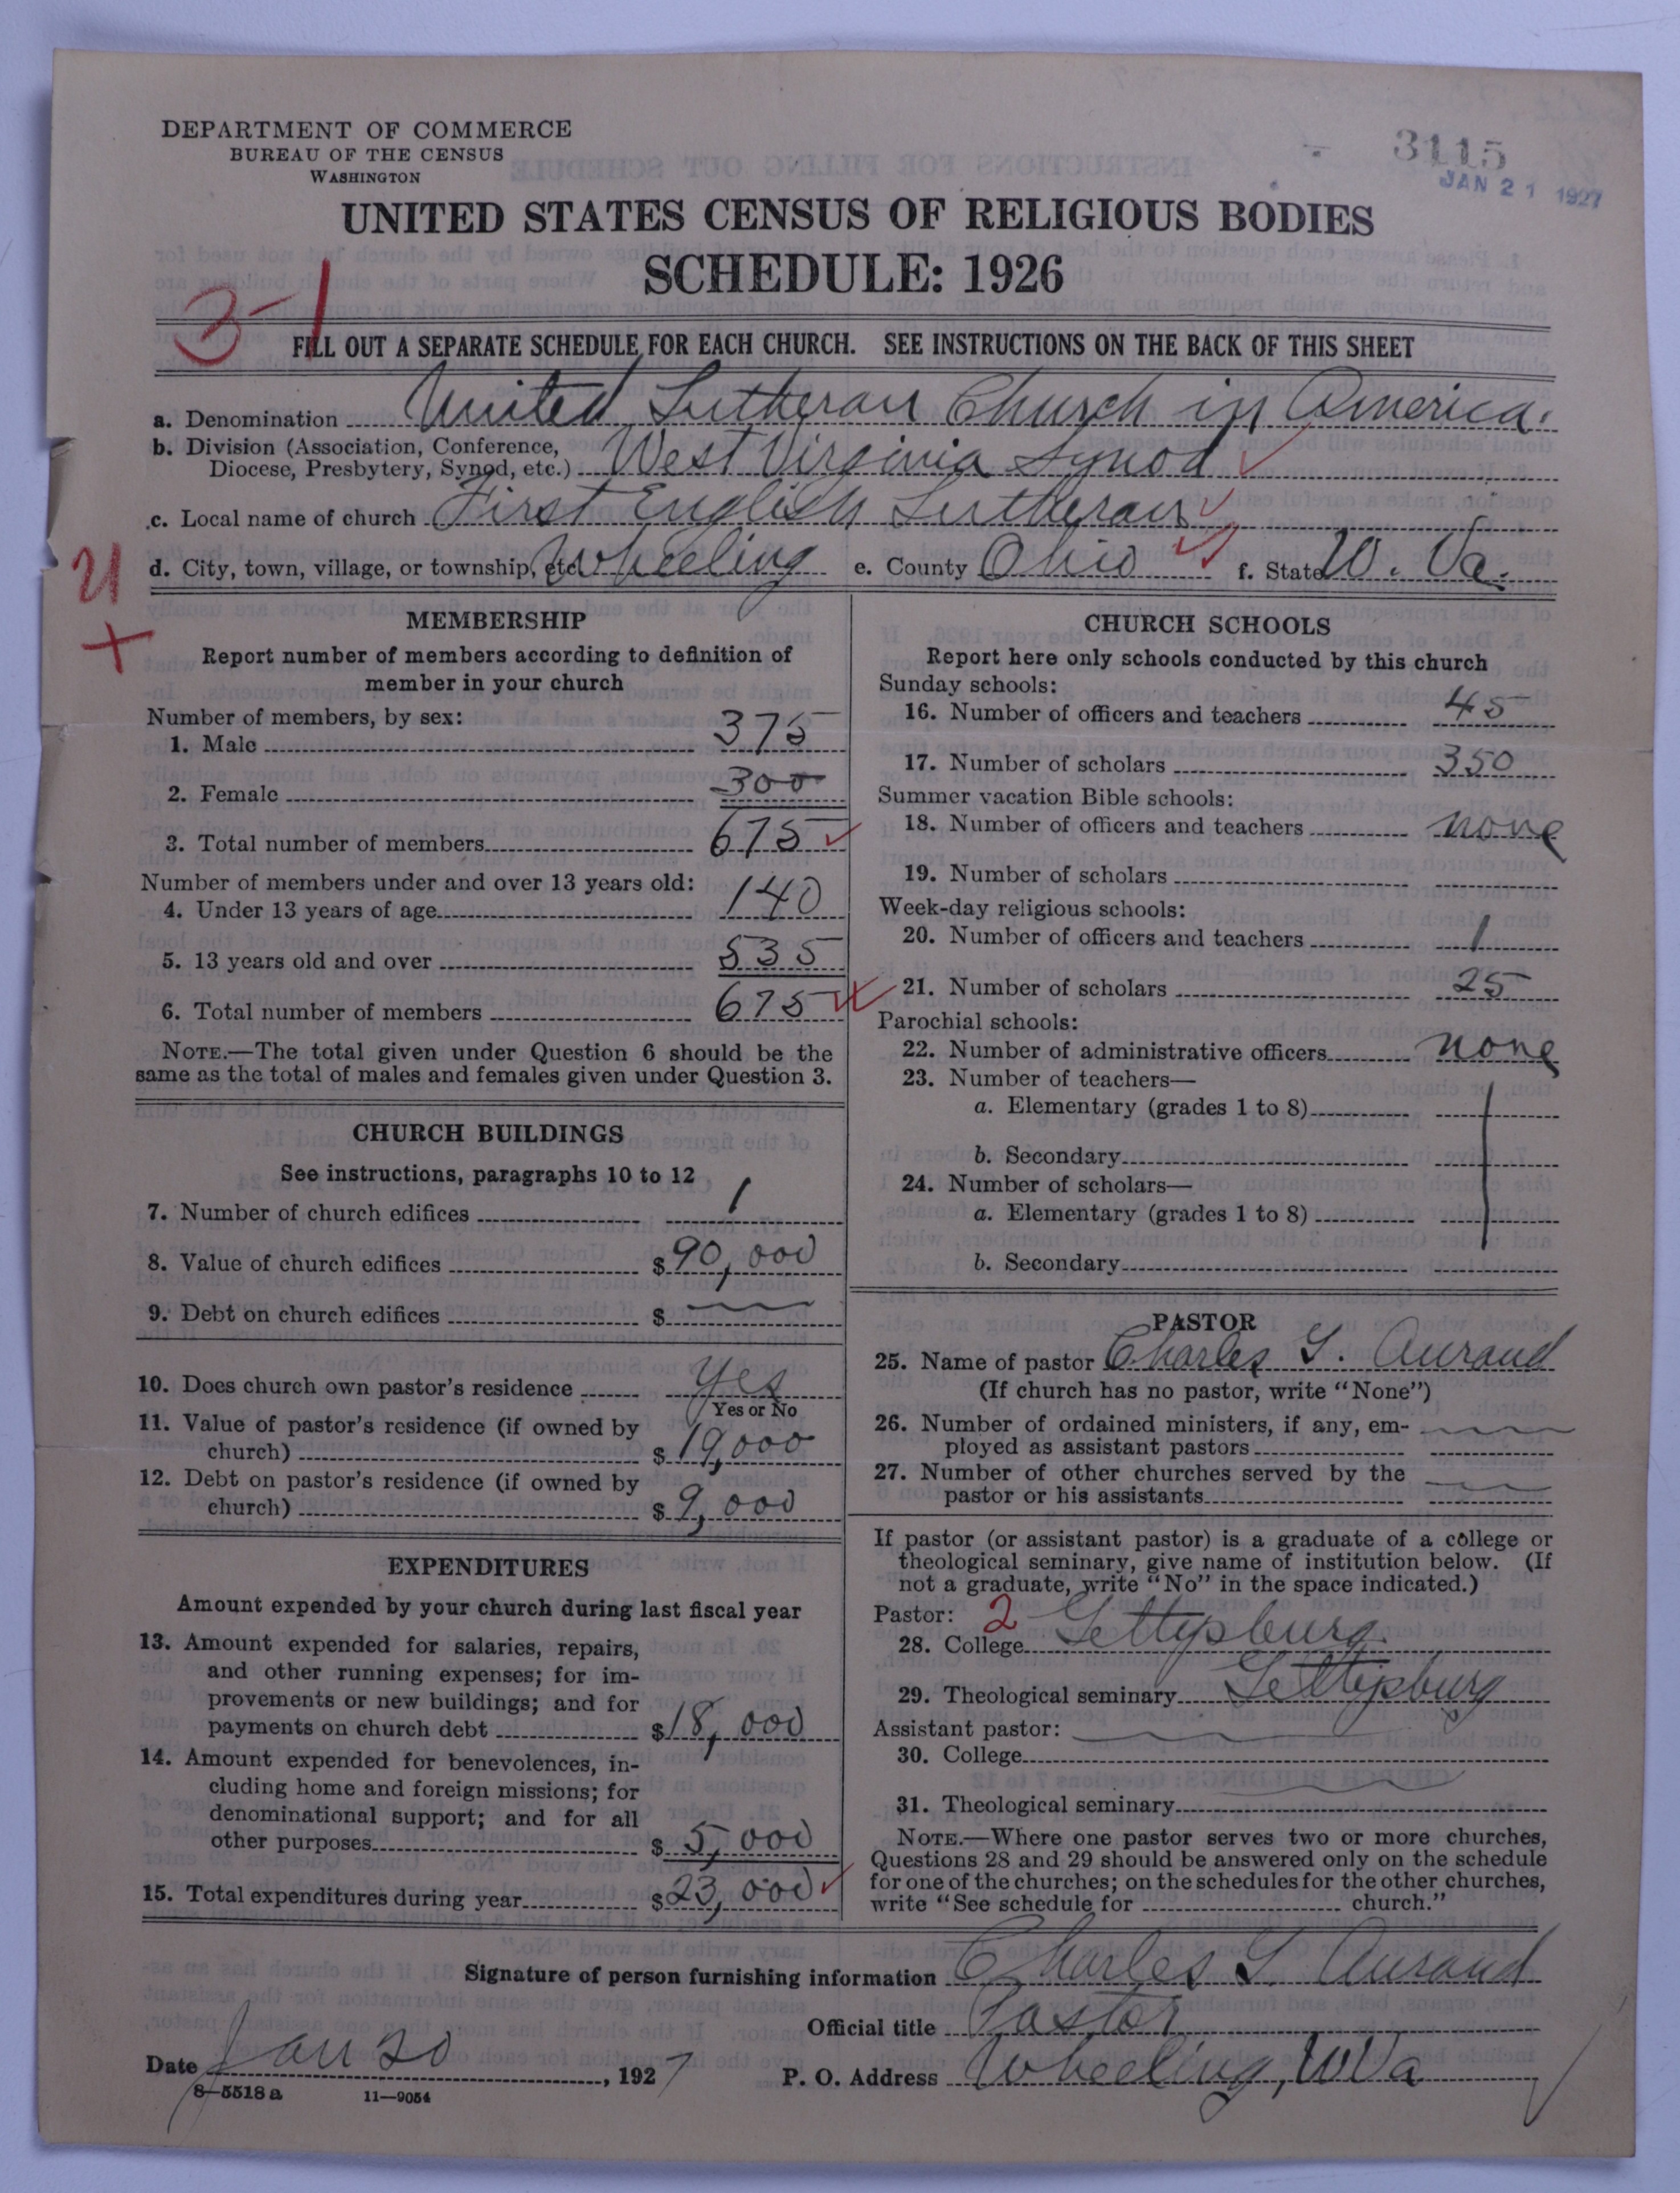 DEPARTMENT OF COMMERCE
BUREAU OF THE CENSUS
WASHINGTON
3115
JAN 21 1927
UNITED STATES CENSUS OF RELIGIOUS BODIES
SCHEDULE: 1926
3-1
FILL OUT A SEPARATE SCHEDULE FOR EACH CHURCH. SEE INSTRUCTIONS ON THE BACK OF THIS SHEET
a. Denomination United Lutheran Church in America.
b. Division (Association, Conference,
Diocese, Presbytery, Synod, etc.) West Virginia Synod
c. Local name of church First English Lutheran
d. City, town, village, or township, etc. Wheeling e. County Ohio f. State W. Va.
MEMBERSHIP
Report number of members according to definition of
member in your church
Number of members, by sex:
1. Male 375
2. Female 300
3. Total number of members 675
Number of members under and over 13 years old:
4. Under 13 years of age 140
5. 13 years old and over 535
6. Total number of members 675
NOTE.—The total given under Question 6 should be the
same as the total of males and females given under Question 3.
CHURCH BUILDINGS
See instructions, paragraphs 10 to 12
7. Number of church edifices 1
8. Value of church edifices $90,000
9. Debt on church edifices $
10. Does church own pastor's residence Yes
Yes or No
11. Value of pastor's residence (if owned by
church) $19,000
12. Debt on pastor's residence (if owned by
church) $9,000
EXPENDITURES
Amount expended by your church during last fiscal year
13. Amount expended for salaries, repairs,
and other running expenses; for im-
provements or new buildings; and for
payments on church debt $18,000
14. Amount expended for benevolences, in-
cluding home and foreign missions; for
denominational support; and for all
other purposes $5,000
15. Total expenditures during year $23,000
CHURCH SCHOOLS
Report here only schools conducted by this church
Sunday schools:
16. Number of officers and teachers 45
17. Number of scholars 350
Summer vacation Bible schools:
18. Number of officers and teachers none
19. Number of scholars
Week-day religious schools:
20. Number of officers and teachers 1
21. Number of scholars 25
Parochial schools:
22. Number of administrative officers none
23. Number of teachers—
a. Elementary (grades 1 to 8)
b. Secondary
24. Number of scholars—
a. Elementary (grades 1 to 8)
b. Secondary
PASTOR
25. Name of pastor Charles G. Aurand
(If church has no pastor, write "None")
26. Number of ordained ministers, if any, em-
ployed as assistant pastors
27. Number of other churches served by the
pastor or his assistants
If pastor (or assistant pastor) is a graduate of a college or
theological seminary, give name of institution below. (If
not a graduate, write "No" in the space indicated.)
Pastor: 2
28. College Gettysburg
29. Theological seminary Gettysburg
Assistant pastor:
30. College
31. Theological seminary
NOTE.—Where one pastor serves two or more churches,
Questions 28 and 29 should be answered only on the schedule
for one of the churches; on the schedules for the other churches,
write "See schedule for church."
Signature of person furnishing information Charles G Aurand
Official title Pastor
Date Jan 20, 1927 P. O. Address Wheeling, W Va
8—5518 a 11—9054